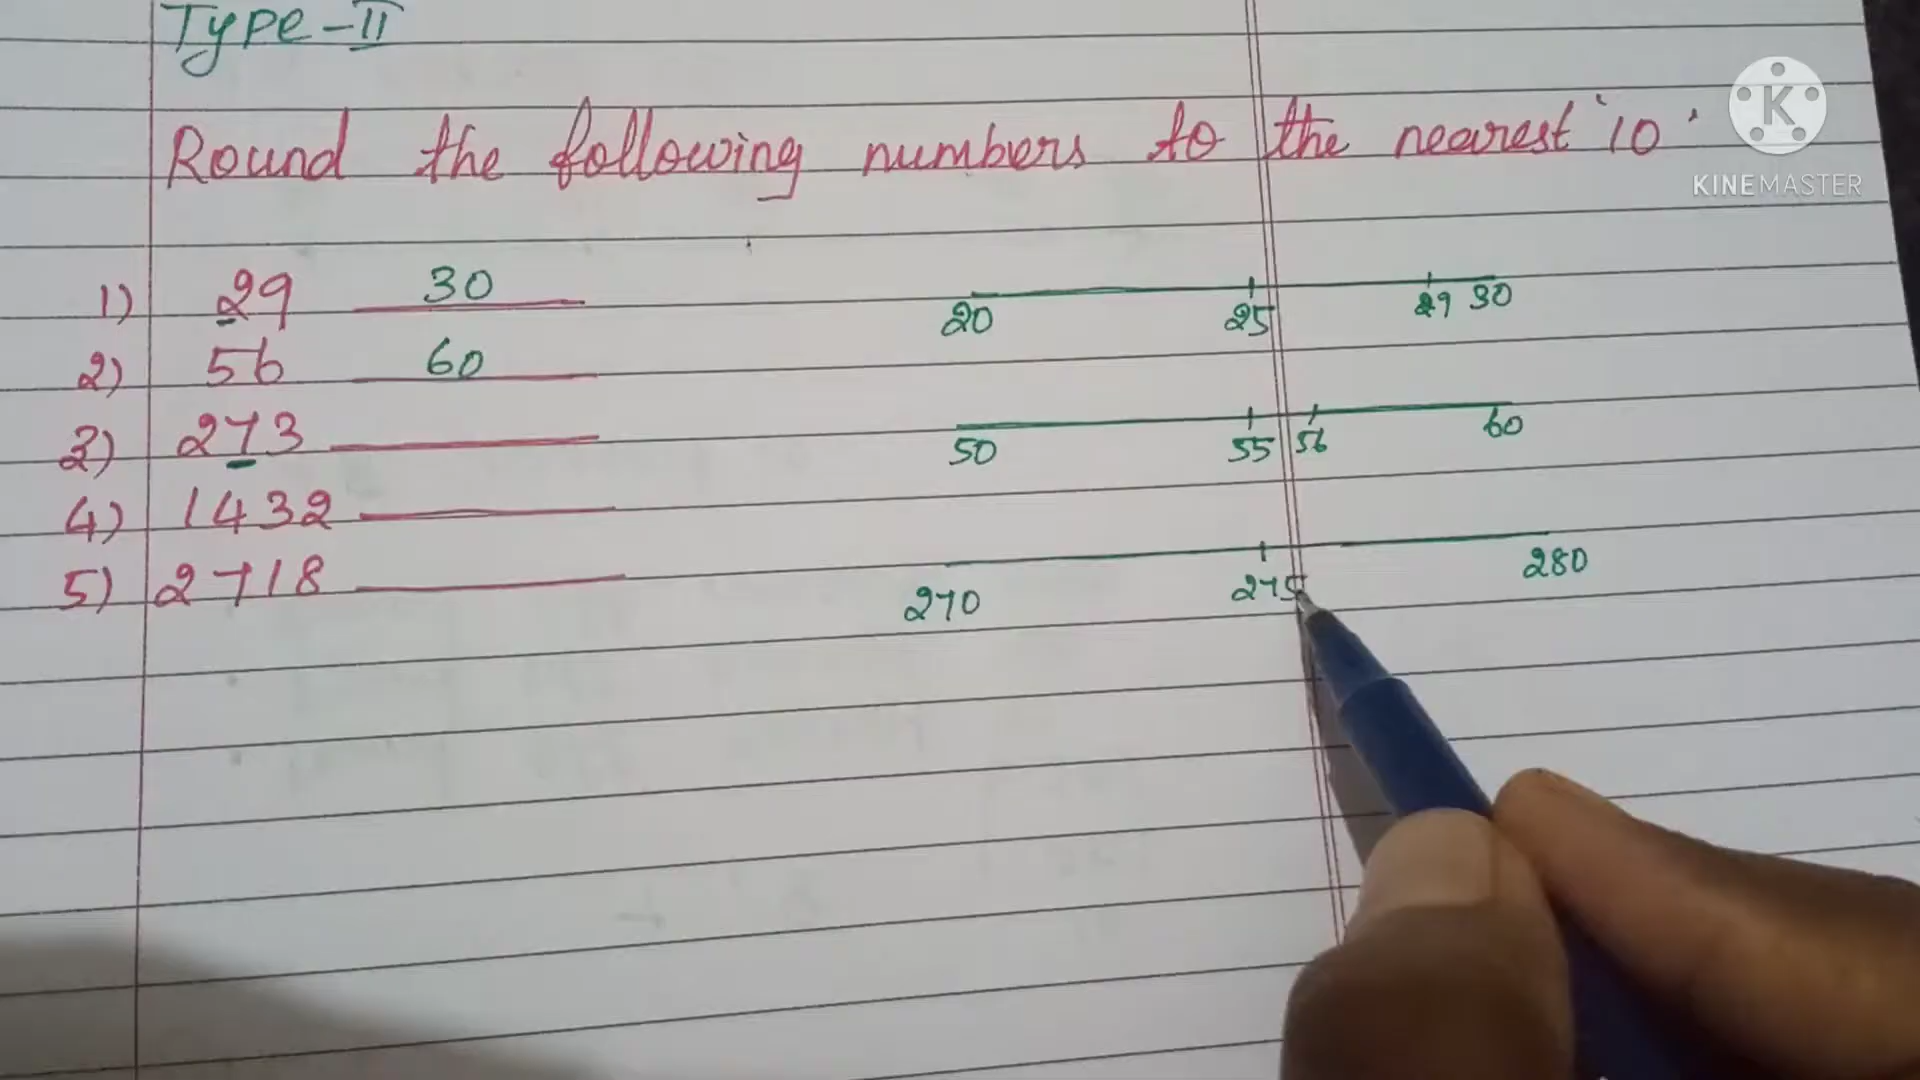 Type-II
Round the following numbers to the nearest '10'
KINEMASTER
1) 29 30
20 25 29 30
2) 56 60
3) 273
50 55 56 60
4) 1432
5) 2718
270 275 280